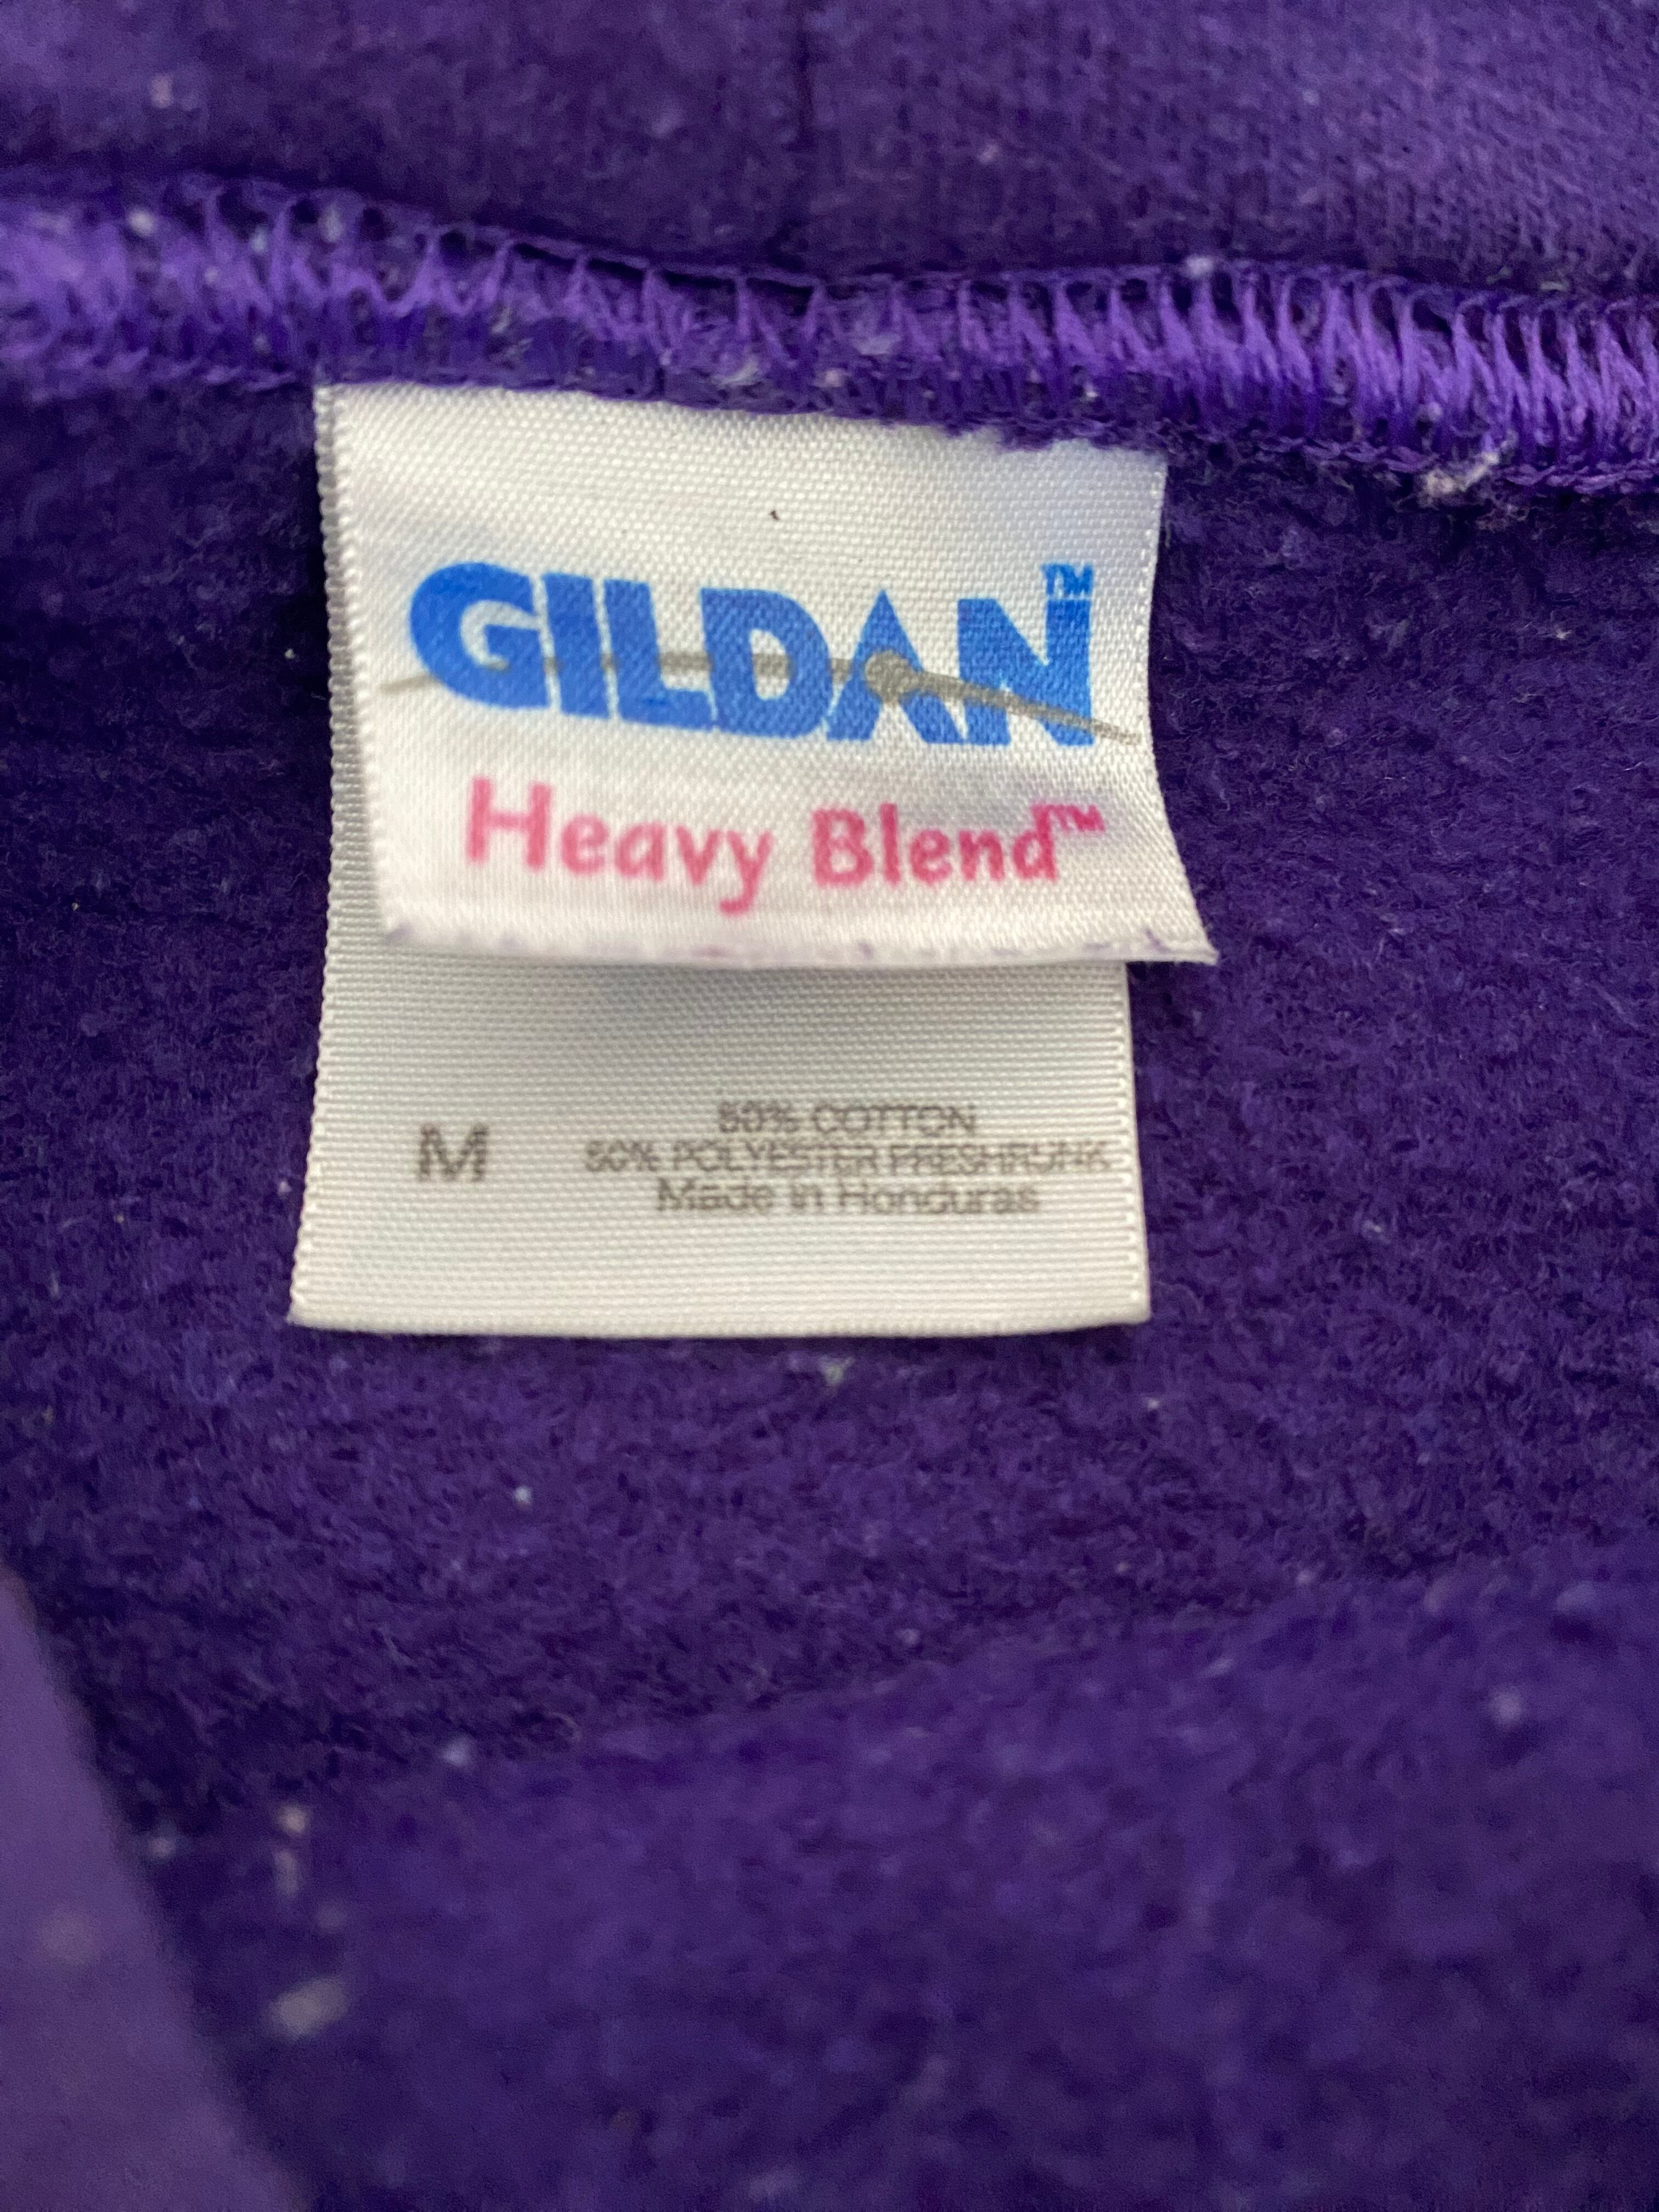 GILDAN™
Heavy Blend™
M
50% COTTON
50% POLYESTER PRESHRUNK
Made in Honduras